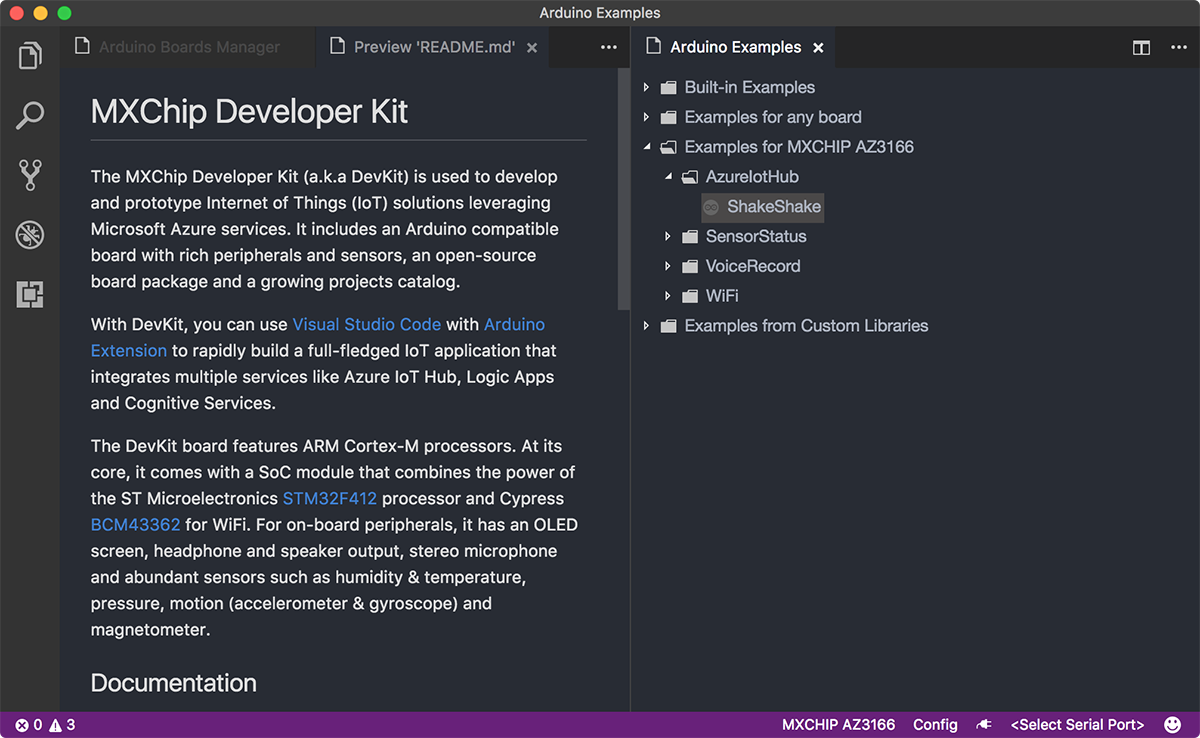 Arduino Examples
Arduino Boards Manager
Preview 'README.md'
Arduino Examples
MXChip Developer Kit
The MXChip Developer Kit (a.k.a DevKit) is used to develop
and prototype Internet of Things (IoT) solutions leveraging
Microsoft Azure services. It includes an Arduino compatible
board with rich peripherals and sensors, an open-source
board package and a growing projects catalog.
With DevKit, you can use Visual Studio Code with Arduino
Extension to rapidly build a full-fledged IoT application that
integrates multiple services like Azure IoT Hub, Logic Apps
and Cognitive Services.
The DevKit board features ARM Cortex-M processors. At its
core, it comes with a SoC module that combines the power of
the ST Microelectronics STM32F412 processor and Cypress
BCM43362 for WiFi. For on-board peripherals, it has an OLED
screen, headphone and speaker output, stereo microphone
and abundant sensors such as humidity & temperature,
pressure, motion (accelerometer & gyroscope) and
magnetometer.
Documentation
Built-in Examples
Examples for any board
Examples for MXCHIP AZ3166
AzureIotHub
ShakeShake
SensorStatus
VoiceRecord
WiFi
Examples from Custom Libraries
0 3
MXCHIP AZ3166 Config <Select Serial Port>